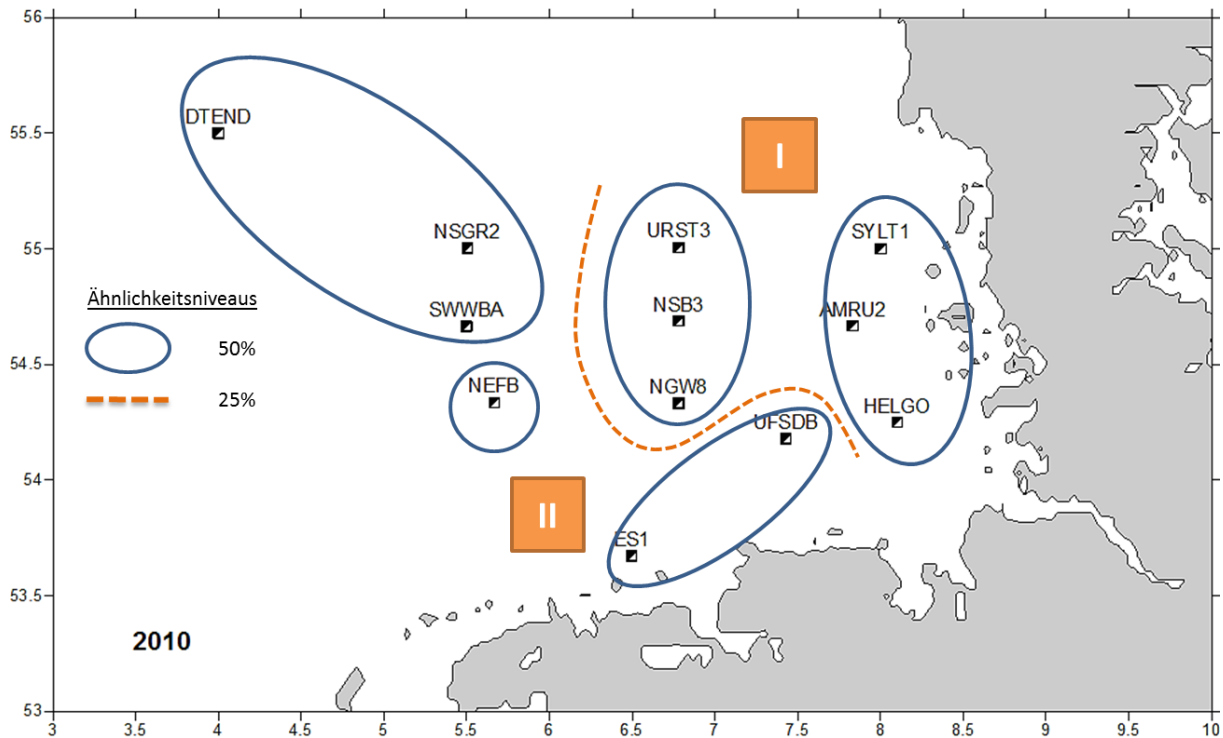 56
DTEND
55.5
I
NSGR2
URST3
SYLT1
55
Ähnlichkeitsniveaus
SWWBA
NSB3
AMRU2
50%
54.5
NEFB
NGW8
25%
HELGO
UFSDB
54
II
ES1
53.5
2010
53
3 3.5 4 4.5 5 5.5 6 6.5 7 7.5 8 8.5 9 9.5 10